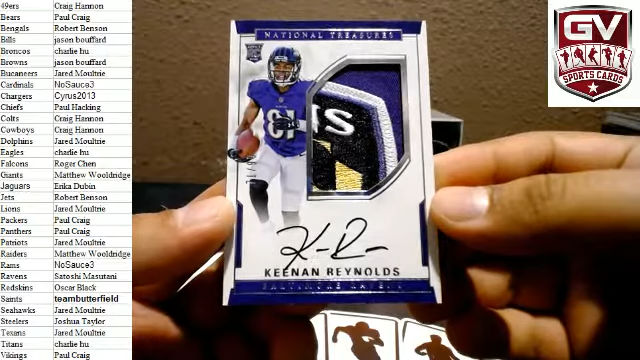 49ers Craig Hannon
Bears Paul Craig
Bengals Robert Benson
Bills jason bouffard
Broncos charlie hu
Browns jason bouffard
Bucaneers Jared Moultrie
Cardinals NoSauce3
Chargers Cyrus2013
Chiefs Paul Hacking
Colts Craig Hannon
Cowboys Craig Hannon
Dolphins Jared Moultrie
Eagles charlie hu
Falcons Roger Chen
Giants Matthew Wooldridge
Jaguars Erika Dubin
Jets Robert Benson
Lions Jared Moultrie
Packers Paul Craig
Panthers Paul Craig
Patriots Jared Moultrie
Raiders Matthew Wooldridge
Rams NoSauce3
Ravens Satoshi Masutani
Redskins Oscar Black
Saints teambutterfield
Seahawks Jared Moultrie
Steelers Joshua Taylor
Texans Jared Moultrie
Titans charlie hu
Vikings Paul Craig
NATIONAL TREASURES
RC
81
NS
KEENAN REYNOLDS
BALTIMORE RAVENS
GV
SPORTS CARDS